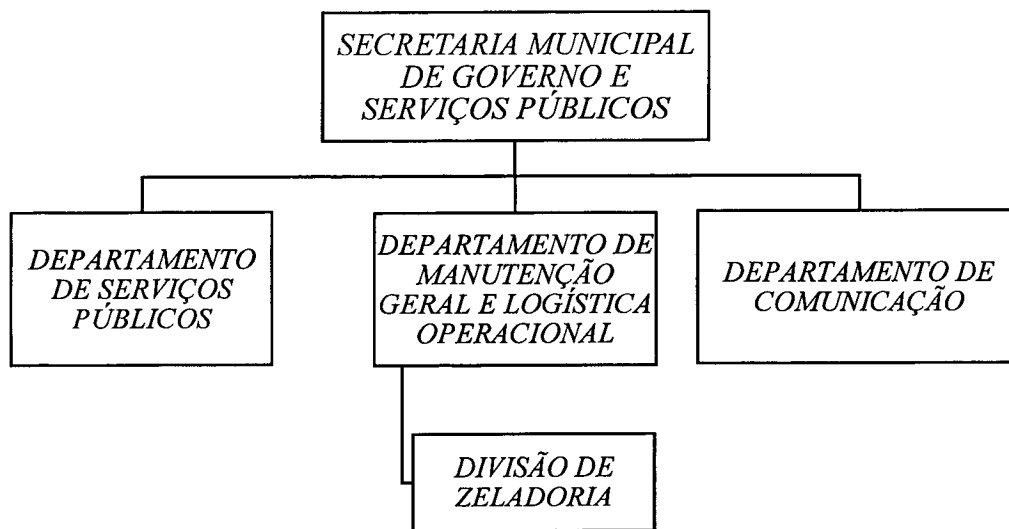 SECRETARIA MUNICIPAL
DE GOVERNO E
SERVIÇOS PÚBLICOS
DEPARTAMENTO
DE SERVIÇOS
PÚBLICOS
DEPARTAMENTO DE
MANUTENÇÃO
GERAL E LOGÍSTICA
OPERACIONAL
DEPARTAMENTO DE
COMUNICAÇÃO
DIVISÃO DE
ZELADORIA